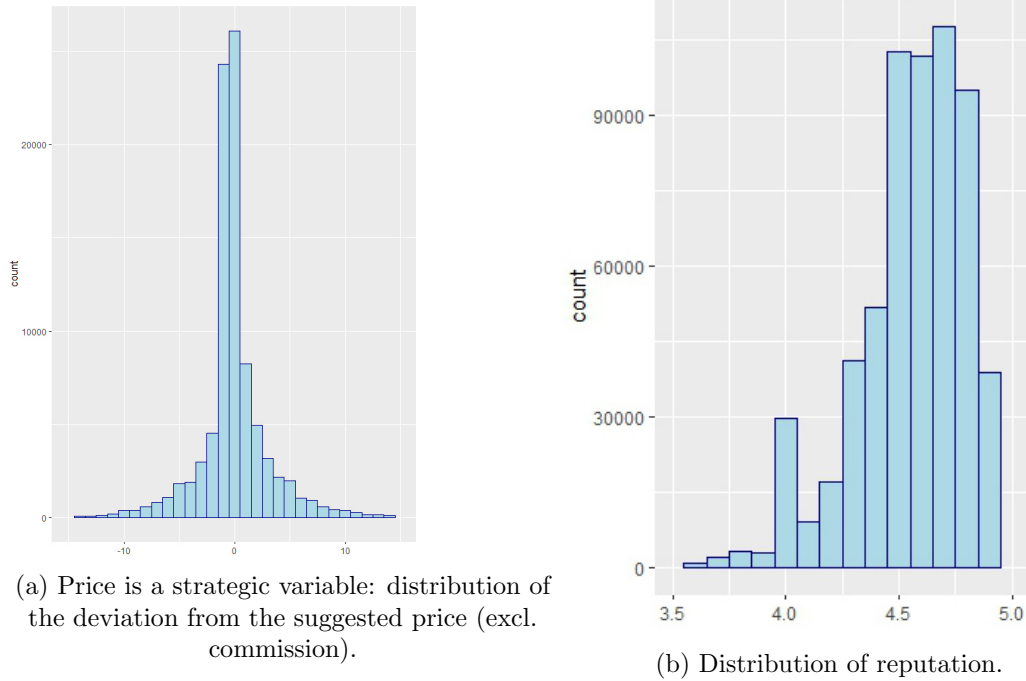 20000
10000
0
count
-10
0
10
(a) Price is a strategic variable: distribution of
the deviation from the suggested price (excl.
commission).
90000
60000
30000
0
count
3.5
4.0
4.5
5.0
(b) Distribution of reputation.